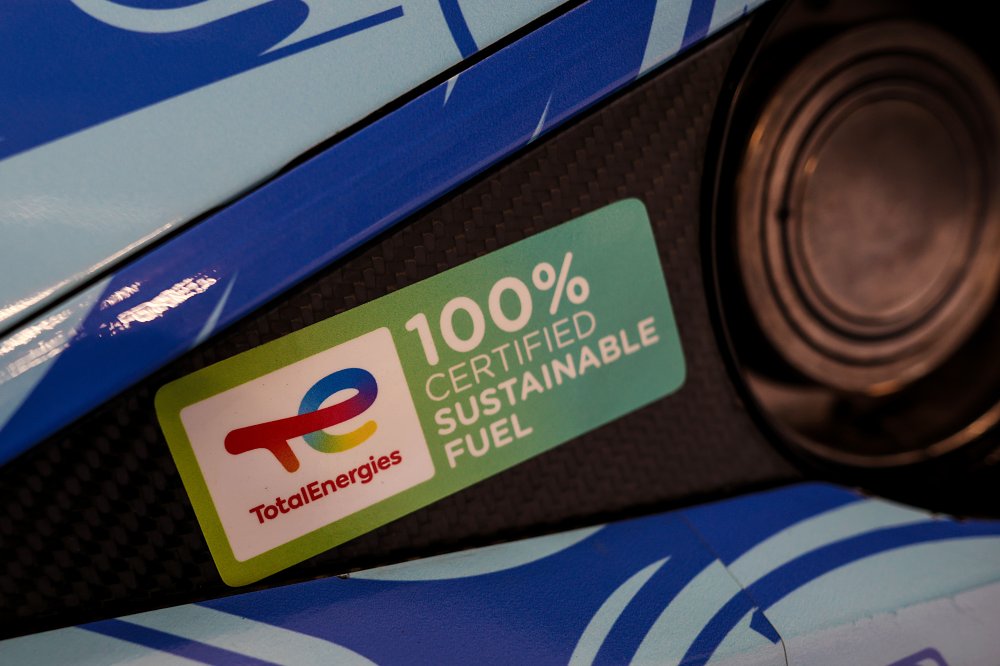 TotalEnergies
100%
CERTIFIED
SUSTAINABLE
FUEL